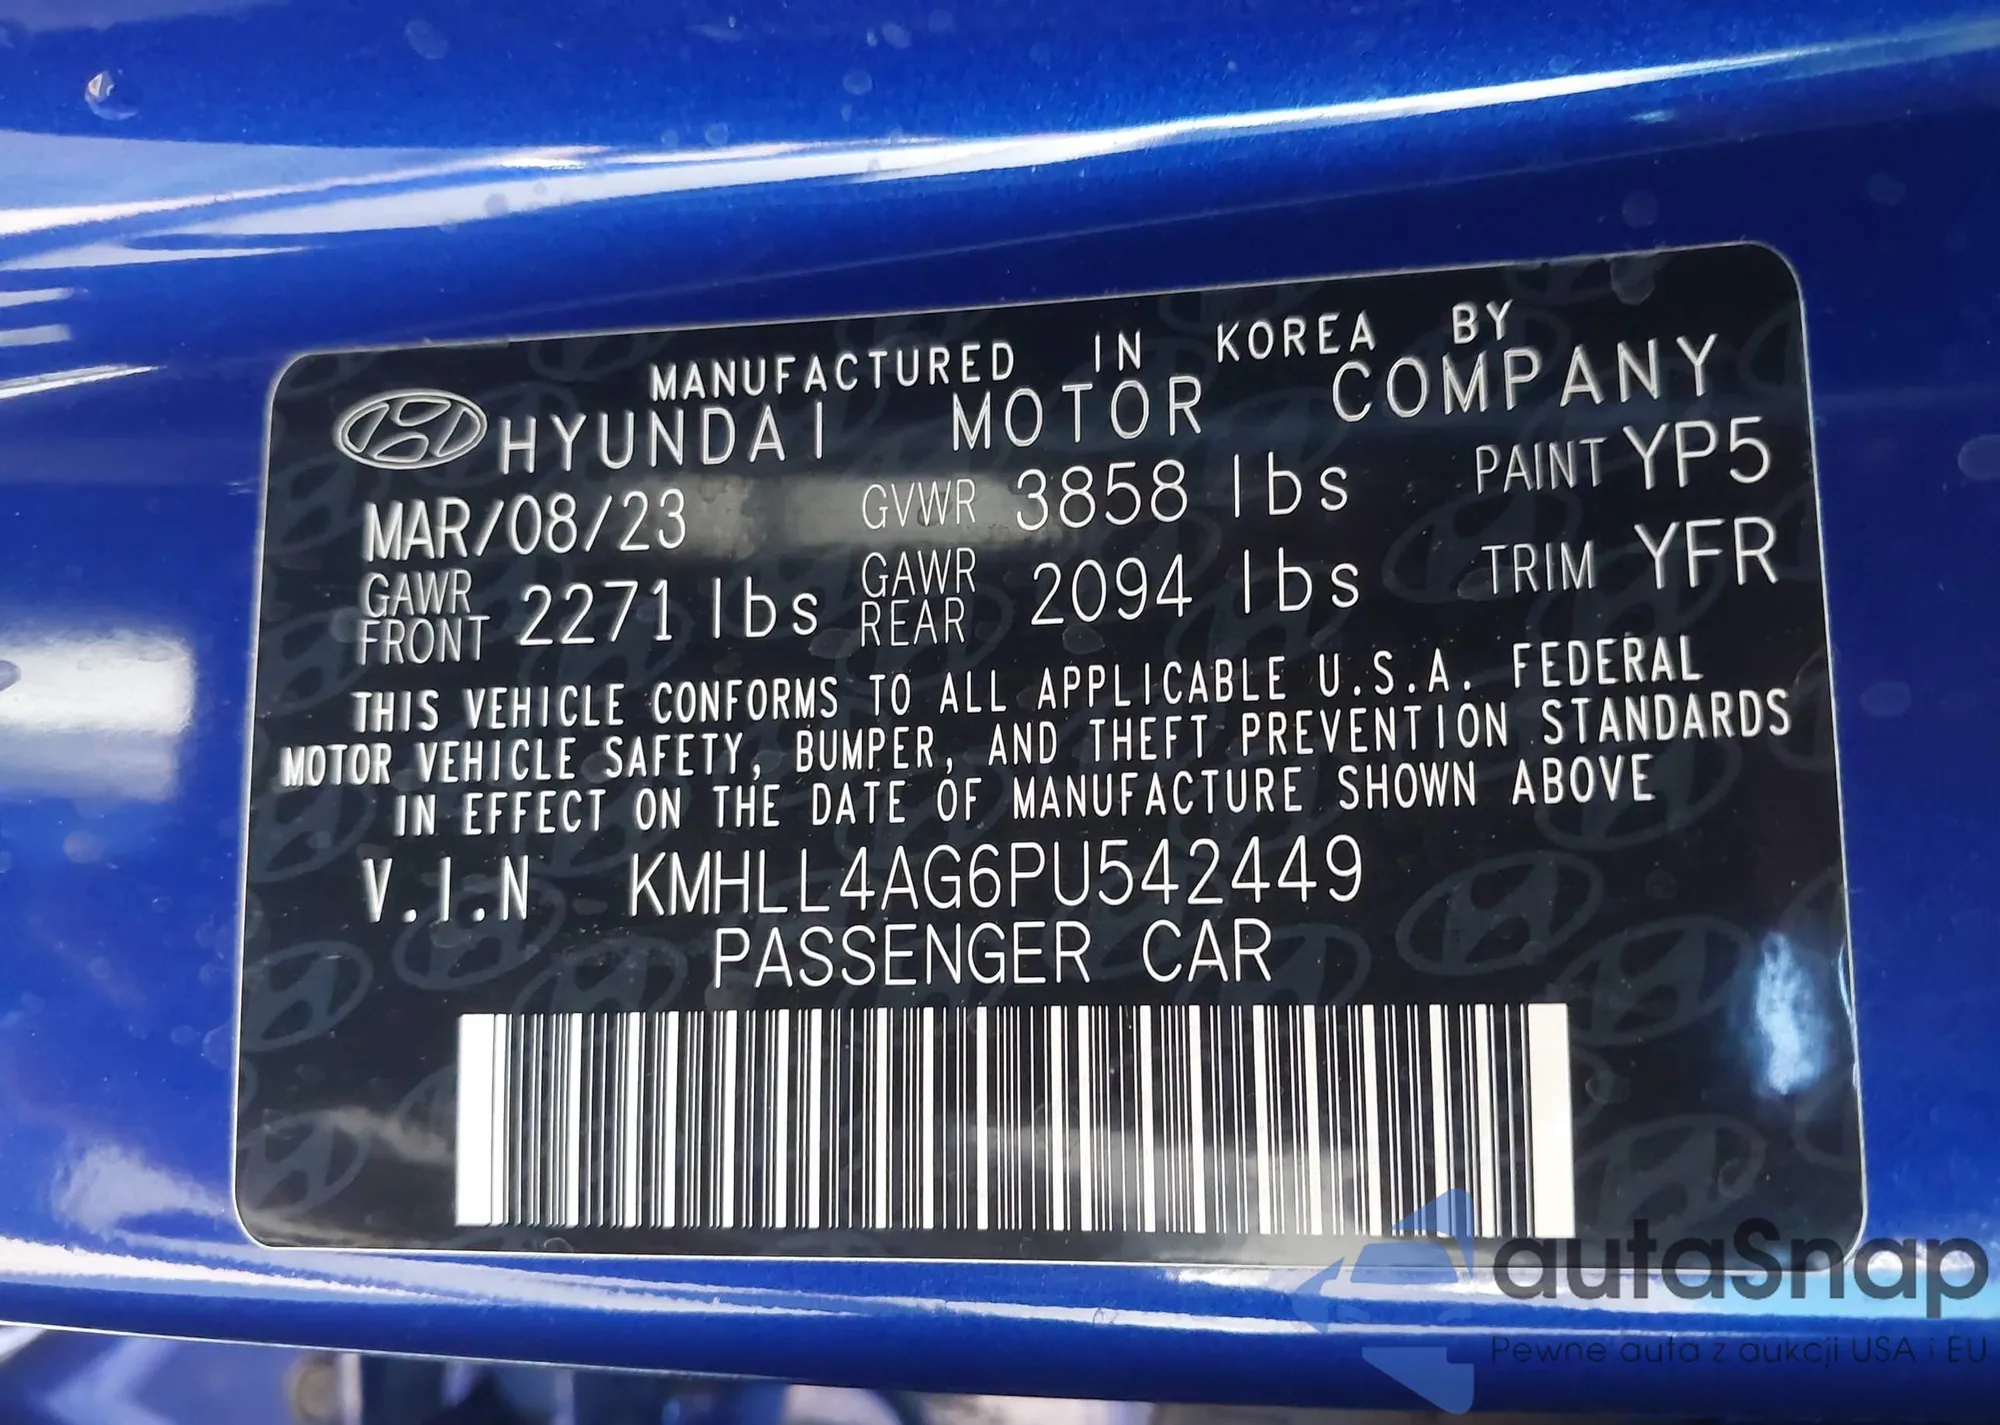 MANUFACTURED IN KOREA BY
HYUNDAI MOTOR COMPANY
MAR/08/23 GVWR 3858 lbs PAINT YP5
GAWR FRONT 2271 lbs GAWR REAR 2094 lbs TRIM YFR
THIS VEHICLE CONFORMS TO ALL APPLICABLE U.S.A. FEDERAL
MOTOR VEHICLE SAFETY, BUMPER, AND THEFT PREVENTION STANDARDS
IN EFFECT ON THE DATE OF MANUFACTURE SHOWN ABOVE
V.I.N KMHLL4AG6PU542449
PASSENGER CAR
autaSnap
Pewne auta z aukcji USA i EU